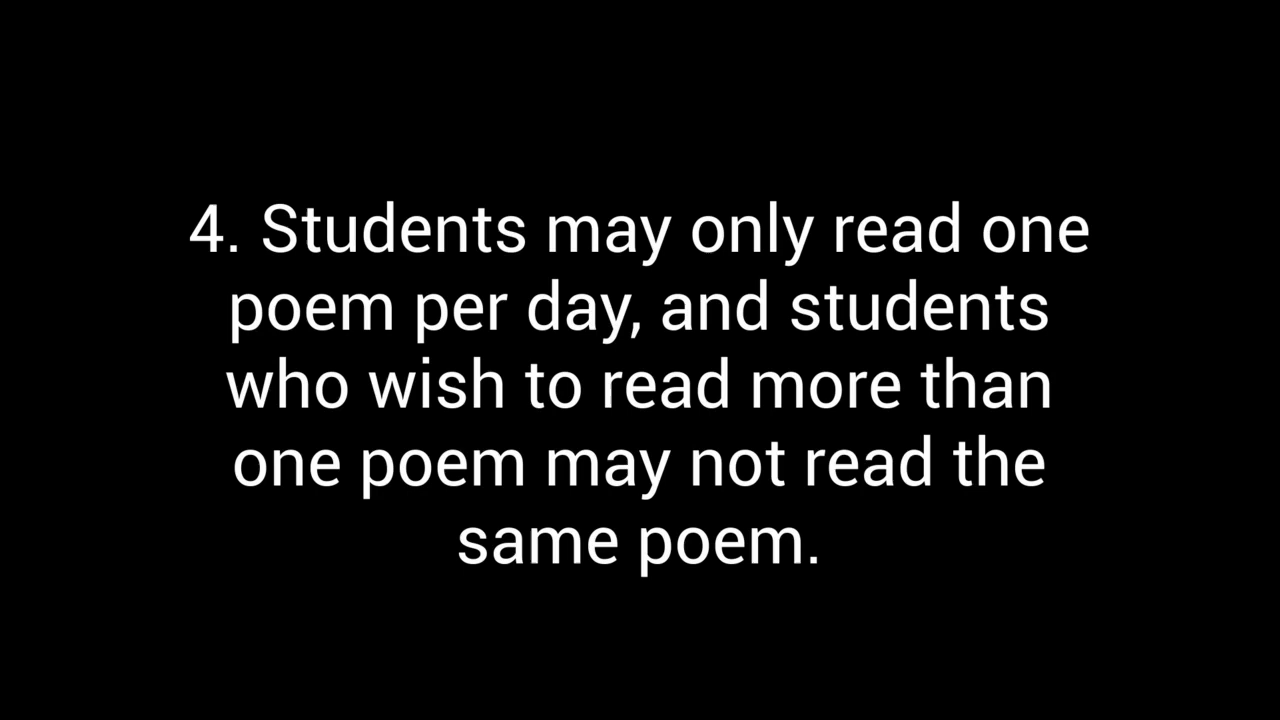 4. Students may only read one
poem per day, and students
who wish to read more than
one poem may not read the
same poem.